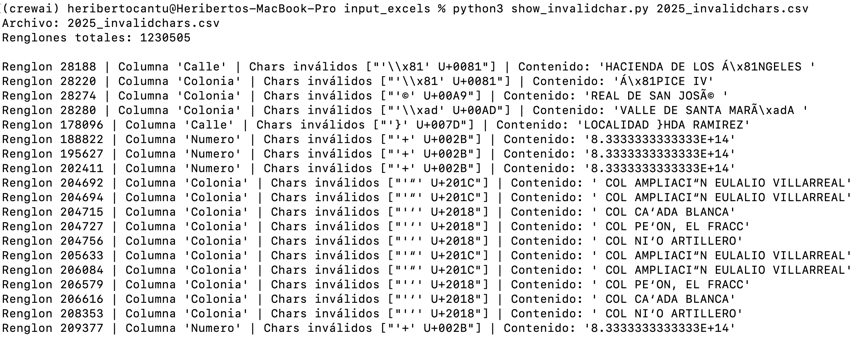 (crewai) heribertocantu@Heribertos-MacBook-Pro input_excels % python3 show_invalidchar.py 2025_invalidchars.csv
Archivo: 2025_invalidchars.csv
Renglones totales: 1230505
Renglon 28188 | Columna 'Calle' | Chars inválidos ["'\\x81' U+0081"] | Contenido: 'HACIENDA DE LOS Á\x81NGELES '
Renglon 28220 | Columna 'Colonia' | Chars inválidos ["'\\x81' U+0081"] | Contenido: 'Á\x81PICE IV'
Renglon 28274 | Columna 'Colonia' | Chars inválidos ["'©' U+00A9"] | Contenido: 'REAL DE SAN JOSÃ© '
Renglon 28280 | Columna 'Colonia' | Chars inválidos ["'\\xad' U+00AD"] | Contenido: 'VALLE DE SANTA MARÃ\xadA '
Renglon 178096 | Columna 'Calle' | Chars inválidos ["'}' U+007D"] | Contenido: 'LOCALIDAD }HDA RAMIREZ'
Renglon 188822 | Columna 'Numero' | Chars inválidos ["'+' U+002B"] | Contenido: '8.3333333333333E+14'
Renglon 195627 | Columna 'Numero' | Chars inválidos ["'+' U+002B"] | Contenido: '8.3333333333333E+14'
Renglon 202411 | Columna 'Numero' | Chars inválidos ["'+' U+002B"] | Contenido: '8.3333333333333E+14'
Renglon 204692 | Columna 'Colonia' | Chars inválidos ["'“' U+201C"] | Contenido: ' COL AMPLIACI“N EULALIO VILLARREAL'
Renglon 204694 | Columna 'Colonia' | Chars inválidos ["'“' U+201C"] | Contenido: ' COL AMPLIACI“N EULALIO VILLARREAL'
Renglon 204715 | Columna 'Colonia' | Chars inválidos ["'‘' U+2018"] | Contenido: ' COL CA‘ADA BLANCA'
Renglon 204727 | Columna 'Colonia' | Chars inválidos ["'‘' U+2018"] | Contenido: ' COL PE‘ON, EL FRACC'
Renglon 204756 | Columna 'Colonia' | Chars inválidos ["'‘' U+2018"] | Contenido: ' COL NI‘O ARTILLERO'
Renglon 205633 | Columna 'Colonia' | Chars inválidos ["'“' U+201C"] | Contenido: ' COL AMPLIACI“N EULALIO VILLARREAL'
Renglon 206084 | Columna 'Colonia' | Chars inválidos ["'“' U+201C"] | Contenido: ' COL AMPLIACI“N EULALIO VILLARREAL'
Renglon 206579 | Columna 'Colonia' | Chars inválidos ["'‘' U+2018"] | Contenido: ' COL PE‘ON, EL FRACC'
Renglon 206616 | Columna 'Colonia' | Chars inválidos ["'‘' U+2018"] | Contenido: ' COL CA‘ADA BLANCA'
Renglon 208353 | Columna 'Colonia' | Chars inválidos ["'‘' U+2018"] | Contenido: ' COL NI‘O ARTILLERO'
Renglon 209377 | Columna 'Numero' | Chars inválidos ["'+' U+002B"] | Contenido: '8.3333333333333E+14'